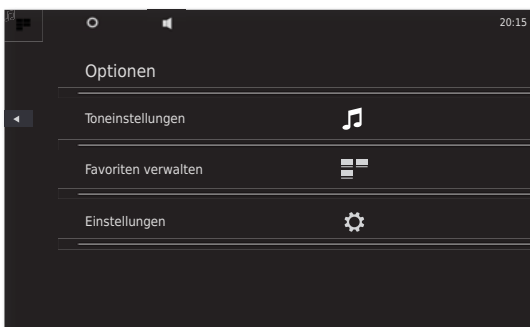 20:15
Optionen
Toneinstellungen
Favoriten verwalten
Einstellungen